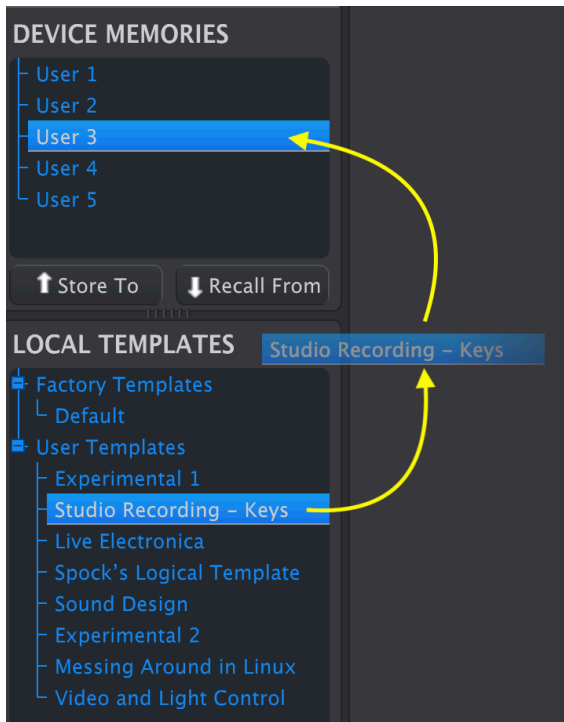 DEVICE MEMORIES
User 1
User 2
User 3
User 4
User 5
Store To
Recall From
LOCAL TEMPLATES
Studio Recording – Keys
Factory Templates
Default
User Templates
Experimental 1
Studio Recording – Keys
Live Electronica
Spock’s Logical Template
Sound Design
Experimental 2
Messing Around in Linux
Video and Light Control